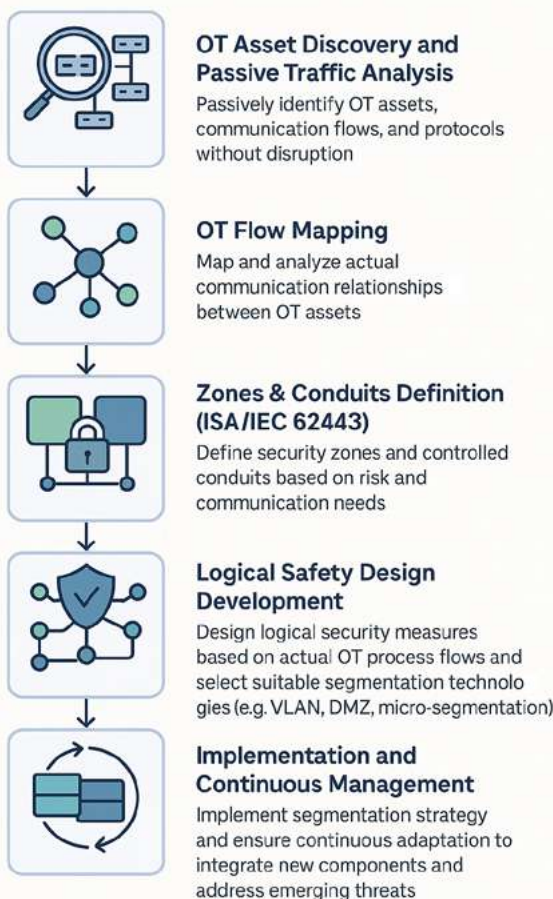 OT Asset Discovery and
Passive Traffic Analysis
Passively identify OT assets,
communication flows, and protocols
without disruption
OT Flow Mapping
Map and analyze actual
communication relationships
between OT assets
Zones & Conduits Definition
(ISA/IEC 62443)
Define security zones and controlled
conduits based on risk and
communication needs
Logical Safety Design
Development
Design logical security measures
based on actual OT process flows and
select suitable segmentation technolo
gies (e.g. VLAN, DMZ, micro-segmentation)
Implementation and
Continuous Management
Implement segmentation strategy
and ensure continuous adaptation to
integrate new components and
address emerging threats